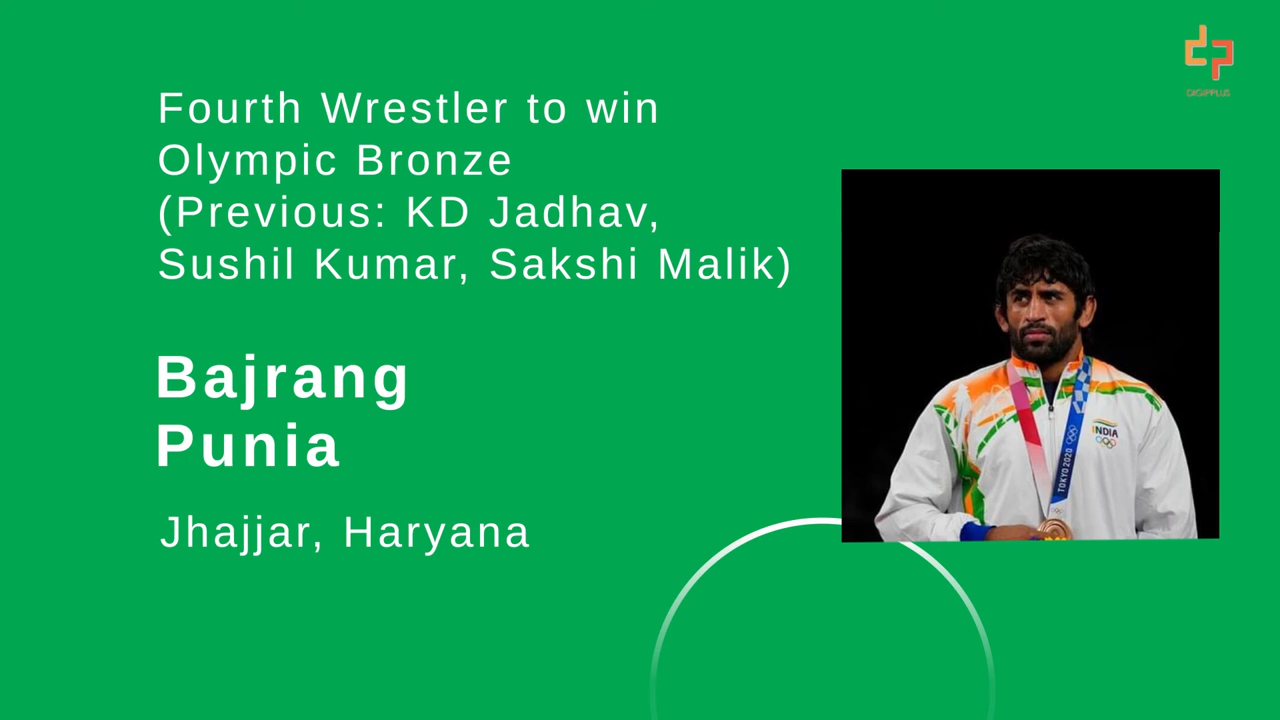 DIGIPPLUS
Fourth Wrestler to win
Olympic Bronze
(Previous: KD Jadhav,
Sushil Kumar, Sakshi Malik)
Bajrang
Punia
Jhajjar, Haryana
INDIA
TOKYO 2020